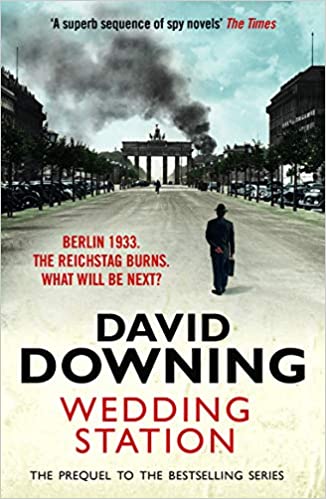 ‘A superb sequence of spy novels’ The Times
BERLIN 1933.
THE REICHSTAG BURNS.
WHAT WILL BE NEXT?
DAVID
DOWNING
WEDDING
STATION
THE PREQUEL TO THE BESTSELLING SERIES